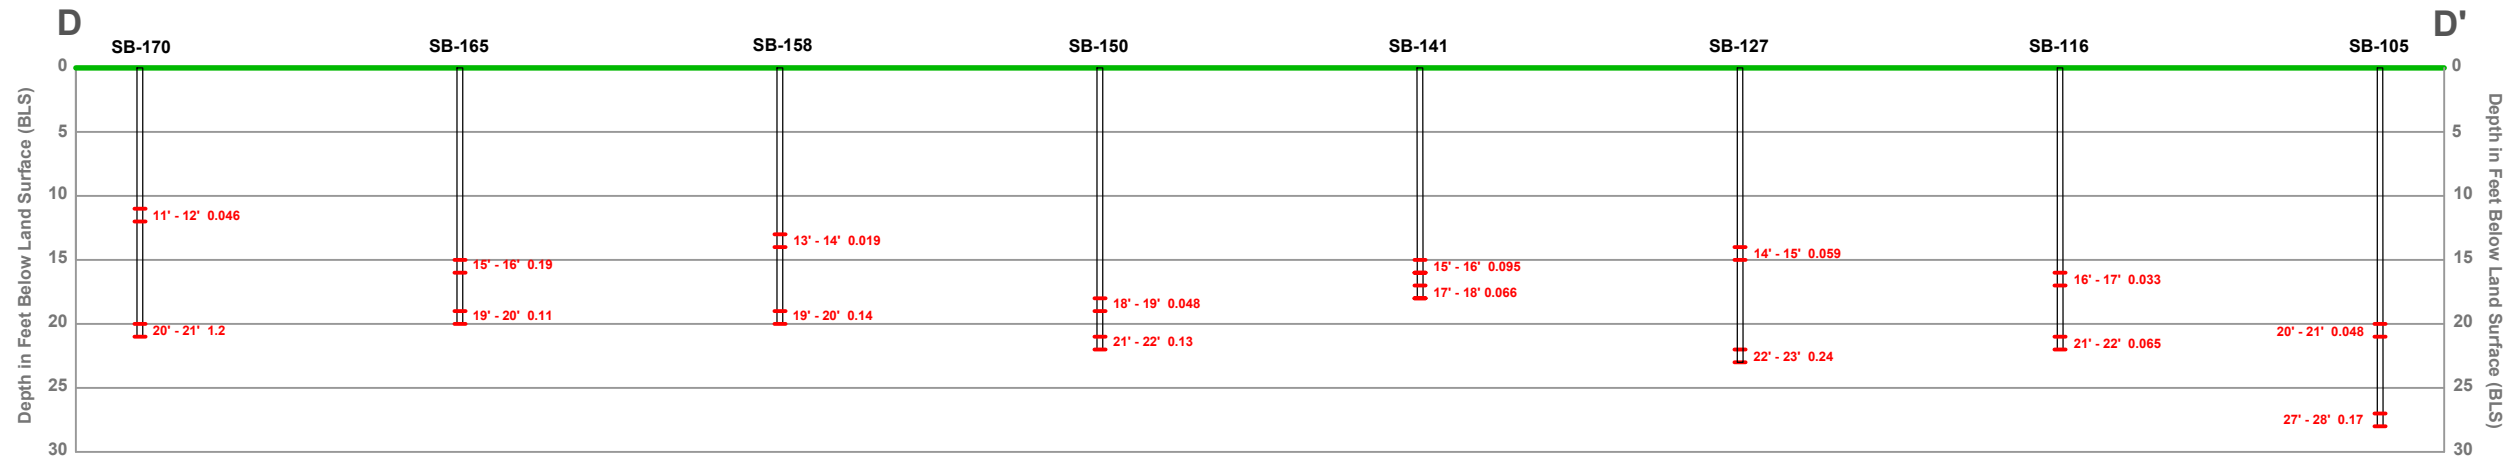 D
D'
SB-170
SB-165
SB-158
SB-150
SB-141
SB-127
SB-116
SB-105
Depth in Feet Below Land Surface (BLS)
0
5
10
15
20
25
30
11' - 12' 0.046
20' - 21' 1.2
15' - 16' 0.19
19' - 20' 0.11
13' - 14' 0.019
19' - 20' 0.14
18' - 19' 0.048
21' - 22' 0.13
15' - 16' 0.095
17' - 18' 0.066
14' - 15' 0.059
22' - 23' 0.24
16' - 17' 0.033
21' - 22' 0.065
20' - 21' 0.048
27' - 28' 0.17
0
5
10
15
20
25
30
Depth in Feet Below Land Surface (BLS)